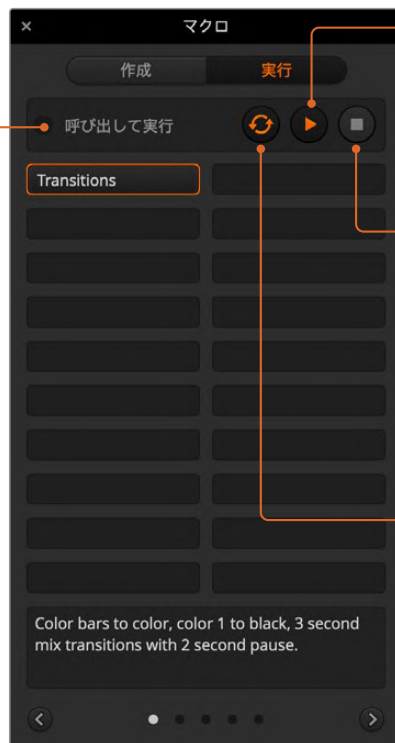 マクロ
作成
実行
呼び出して実行
Transitions
Color bars to color, color 1 to black, 3 second
mix transitions with 2 second pause.